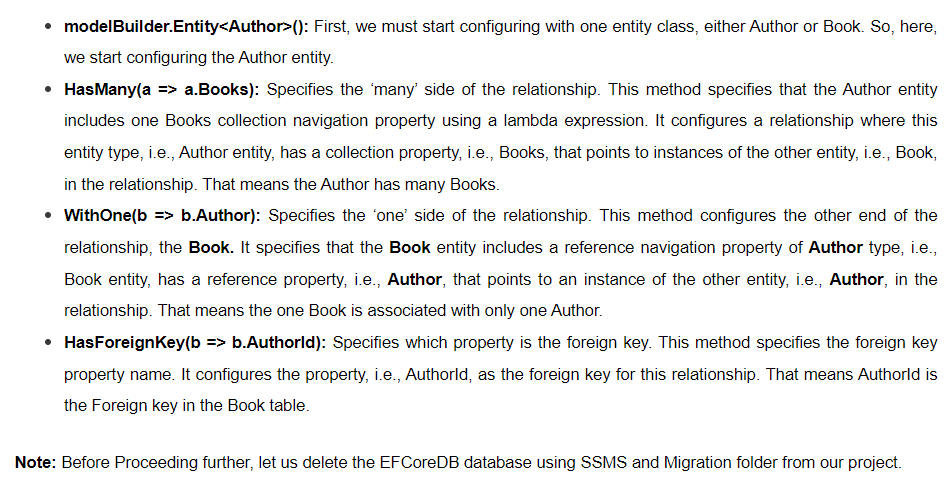 • modelBuilder.Entity<Author>(): First, we must start configuring with one entity class, either Author or Book. So, here,
we start configuring the Author entity.
• HasMany(a => a.Books): Specifies the ‘many’ side of the relationship. This method specifies that the Author entity
includes one Books collection navigation property using a lambda expression. It configures a relationship where this
entity type, i.e., Author entity, has a collection property, i.e., Books, that points to instances of the other entity, i.e., Book,
in the relationship. That means the Author has many Books.
• WithOne(b => b.Author): Specifies the ‘one’ side of the relationship. This method configures the other end of the
relationship, the Book. It specifies that the Book entity includes a reference navigation property of Author type, i.e.,
Book entity, has a reference property, i.e., Author, that points to an instance of the other entity, i.e., Author, in the
relationship. That means the one Book is associated with only one Author.
• HasForeignKey(b => b.AuthorId): Specifies which property is the foreign key. This method specifies the foreign key
property name. It configures the property, i.e., AuthorId, as the foreign key for this relationship. That means AuthorId is
the Foreign key in the Book table.
Note: Before Proceeding further, let us delete the EFCoreDB database using SSMS and Migration folder from our project.